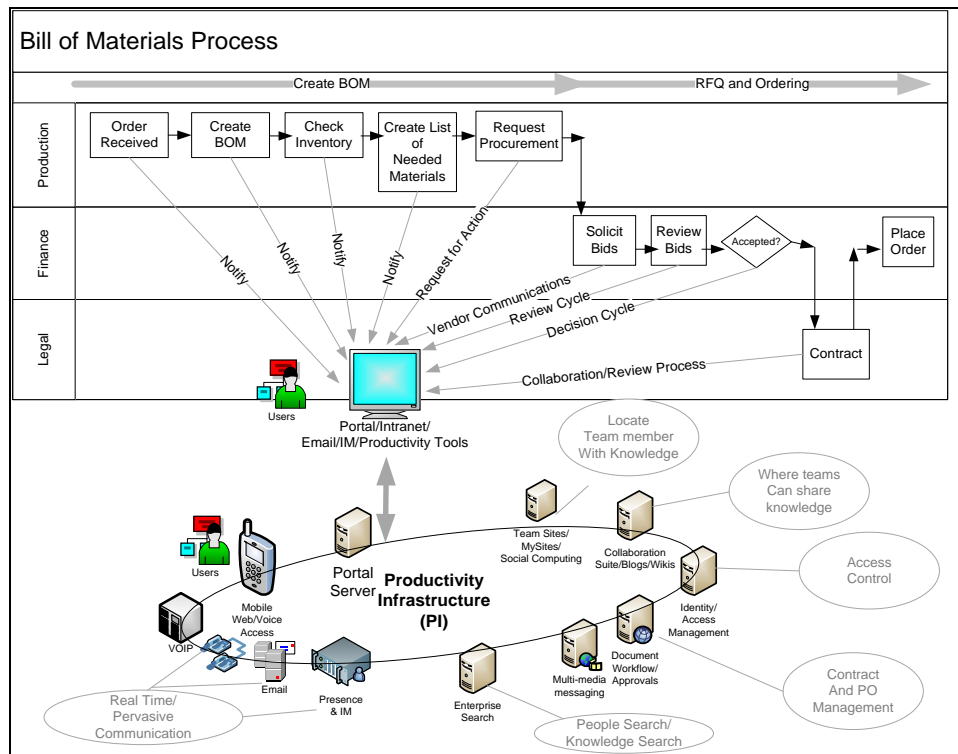 Bill of Materials Process
Create BOM
RFQ and Ordering
Production
Order
Received
Create
BOM
Check
Inventory
Create List
of
Needed
Materials
Request
Procurement
Finance
Solicit
Bids
Review
Bids
Accepted?
Place
Order
Legal
Contract
Notify
Notify
Notify
Notify
Request for Action
Vendor Communications
Review Cycle
Decision Cycle
Collaboration/Review Process
Users
Portal/Intranet/
Email/IM/Productivity Tools
Locate
Team member
With Knowledge
Where teams
Can share
knowledge
Access
Control
Contract
And PO
Management
People Search/
Knowledge Search
Real Time/
Pervasive
Communication
Users
Mobile
Web/Voice
Access
Portal
Server
Productivity
Infrastructure
(PI)
Team Sites/
MySites/
Social Computing
Collaboration
Suite/Blogs/Wikis
Identity/
Access
Management
Document
Workflow/
Approvals
Multi-media
messaging
Enterprise
Search
Presence
& IM
Email
VOIP